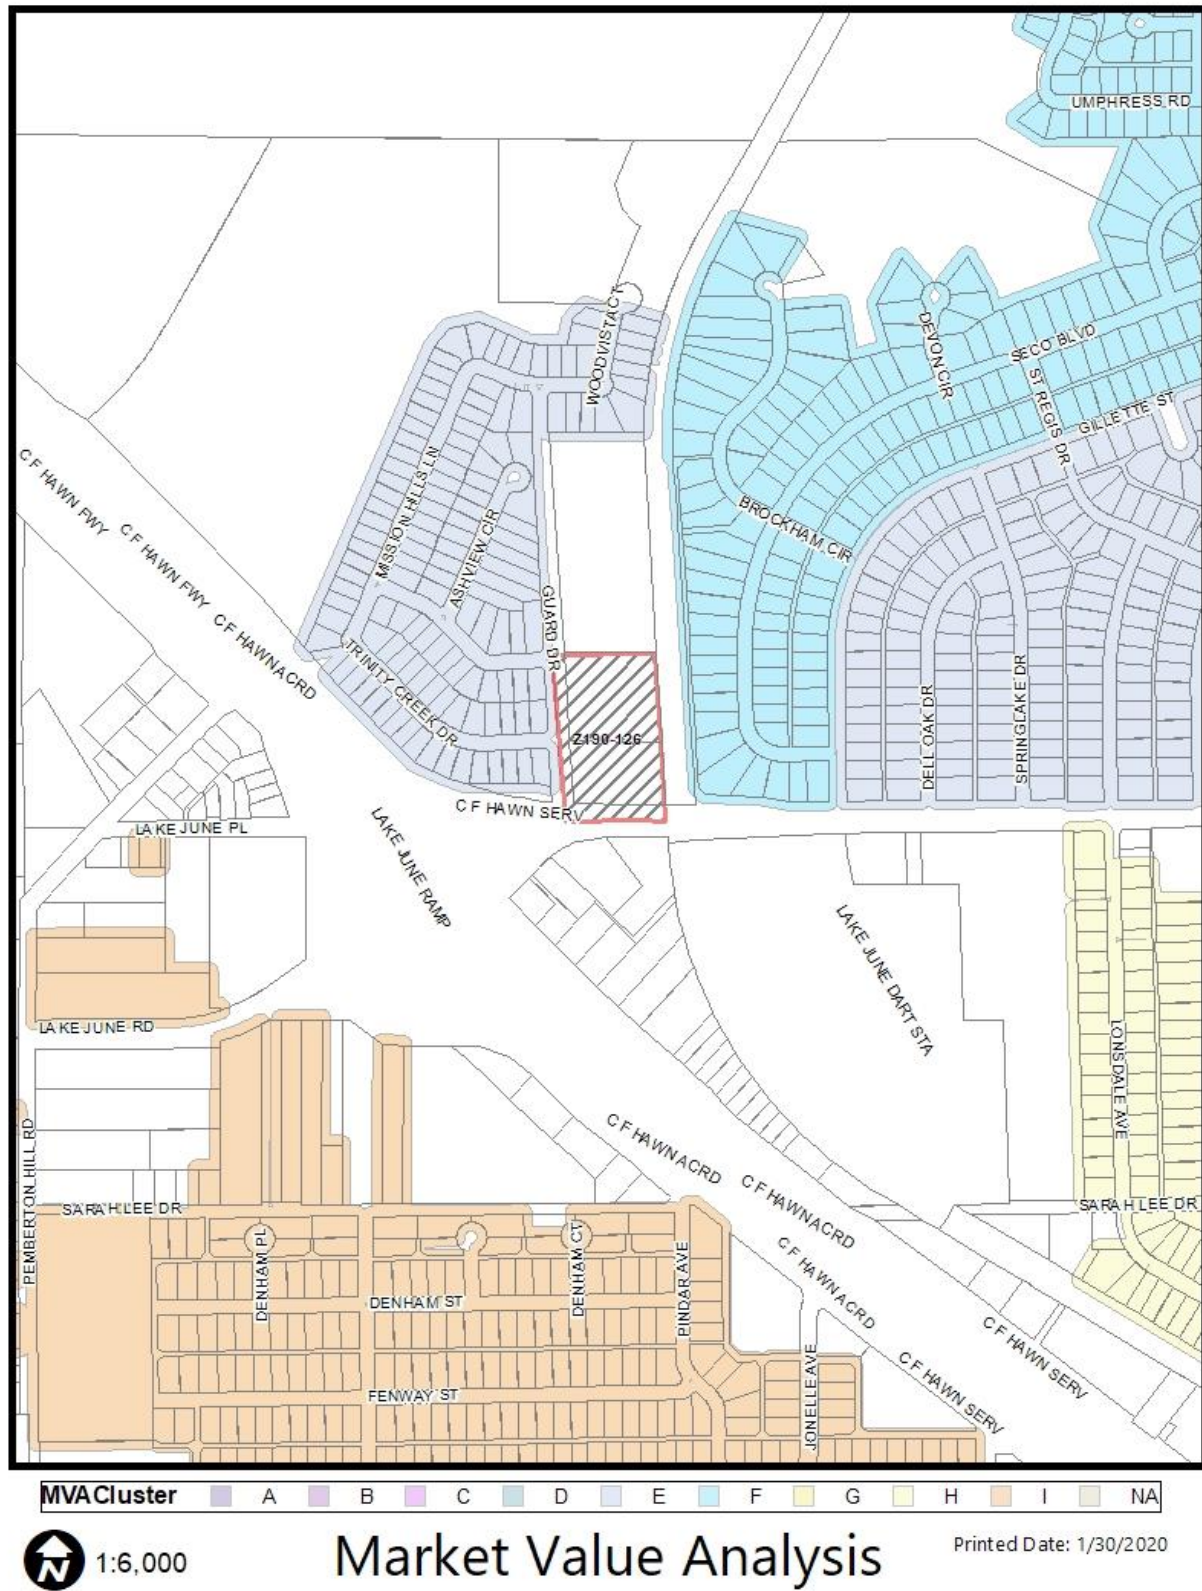 UMPHRESS RD
WOODVISTA CT
DEVON CIR
SECO BLVD
ST REGIS DR
GILLETTE ST
C F HAWN FWY
C F HAWN FWY
C F HAWN ACRD
MISSION HILLS LN
ASHVIEW CIR
BROCKHAM CIR
GUARD DR
TRINITY CREEK DR
Z190-126
DELL OAK DR
SPRINGLAKE DR
C F HAWN SERV
LAKE JUNE PL
LAKE JUNE RAMP
LAKE JUNE DART STA
LAKE JUNE RD
LONSDALE AVE
PEMBERTON HILL RD
C F HAWN ACRD
C F HAWN ACRD
SARAH LEE DR
SARAH LEE DR
DENHAM PL
DENHAM CT
PINDAR AVE
C F HAWN ACRD
DENHAM ST
C F HAWN SERV
C F HAWN SERV
JONELLE AVE
FENWAY ST
MVACluster A B C D E F G H I NA
N 1:6,000 Market Value Analysis Printed Date: 1/30/2020